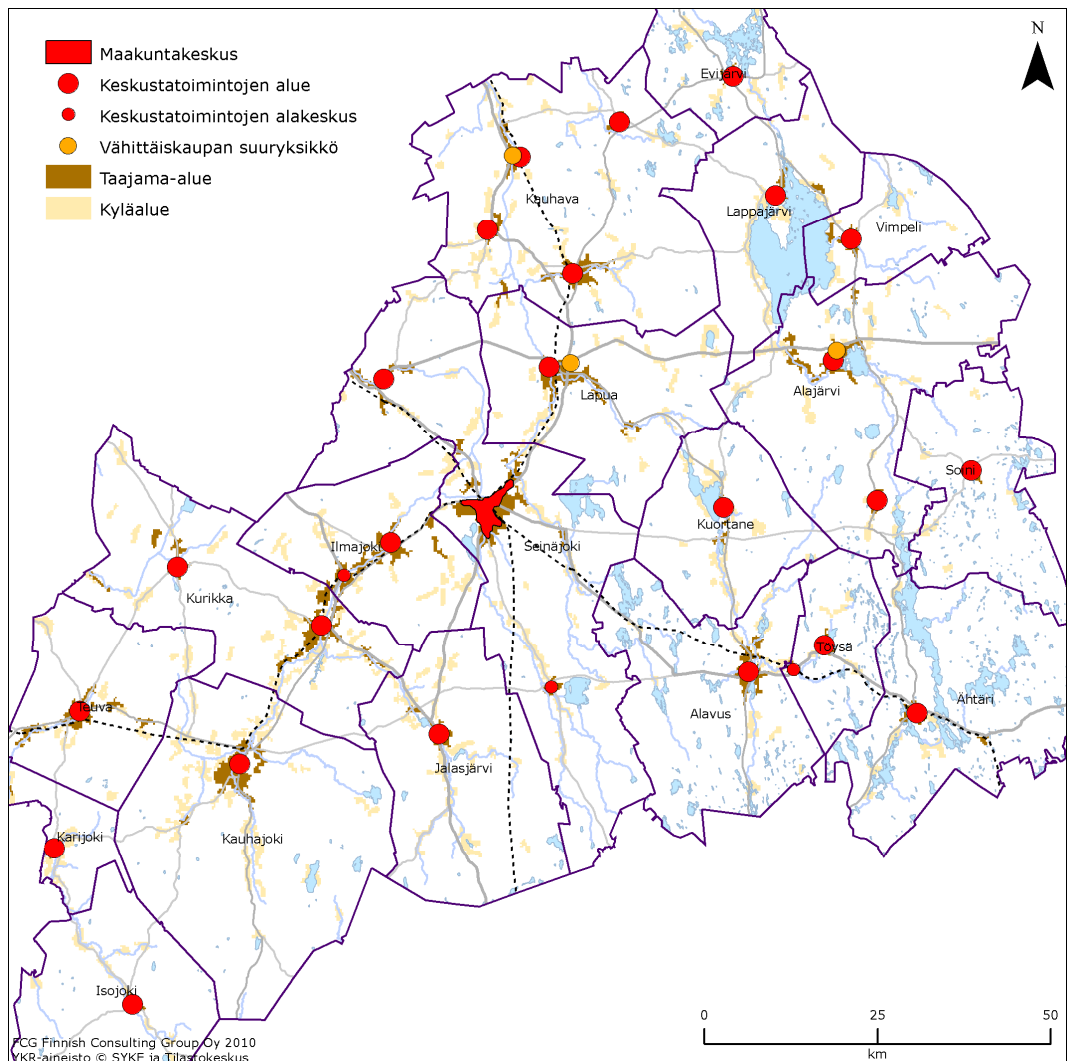 Maakuntakeskus
Keskustatoimintojen alue
Keskustatoimintojen alakeskus
Vähittäiskaupan suuryksikkö
Taajama-alue
Kyläalue
N
Evijärvi
Kauhava
Lappajärvi
Vimpeli
Lapua
Alajärvi
Soini
Kuortane
Ilmajoki
Seinäjoki
Kurikka
Töysä
Ähtäri
Teuva
Alavus
Jalasjärvi
Karijoki
Kauhajoki
Isojoki
0 25 50
km
FCG Finnish Consulting Group Oy 2010
YKR-aineisto © SYKE ja Tilastokeskus